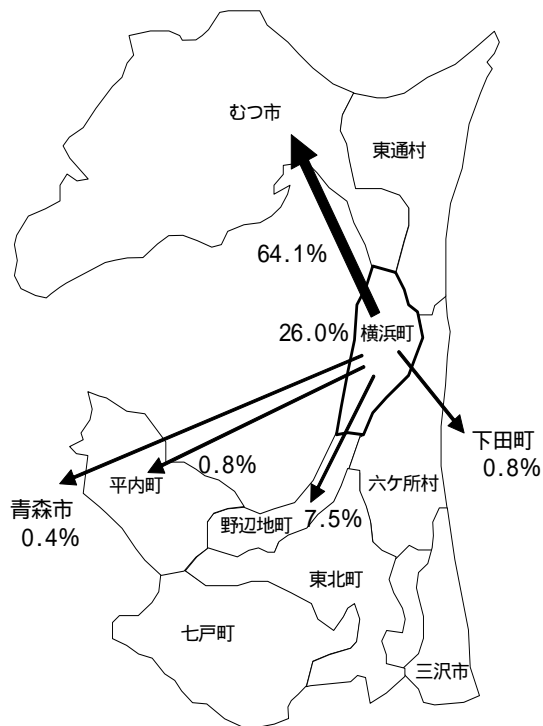 むつ市
東通村
64.1%
26.0%
横浜町
下田町
0.8%
0.8%
平内町
六ケ所村
青森市
0.4%
野辺地町
7.5%
東北町
七戸町
三沢市